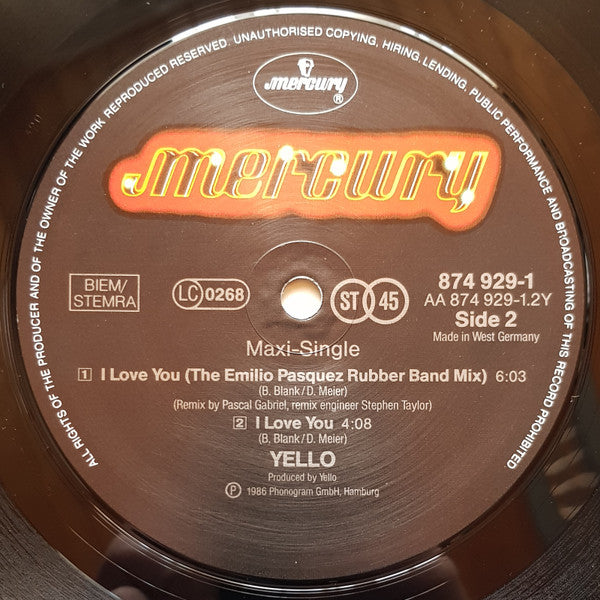 ALL RIGHTS OF THE PRODUCER AND OF THE OWNER OF THE WORK REPRODUCED RESERVED. UNAUTHORISED COPYING, HIRING, LENDING, PUBLIC PERFORMANCE AND BROADCASTING OF THIS RECORD PROHIBITED
mercury ®
mercury
BIEM/
STEMRA
LC 0268
ST 45
874 929-1
AA 874 929-1.2Y
Side 2
Made in West Germany
Maxi-Single
1 I Love You (The Emilio Pasquez Rubber Band Mix) 6:03
(B. Blank/D. Meier)
(Remix by Pascal Gabriel, remix engineer Stephen Taylor)
2 I Love You 4:08
(B. Blank/D. Meier)
YELLO
Produced by Yello
℗ 1986 Phonogram GmbH, Hamburg